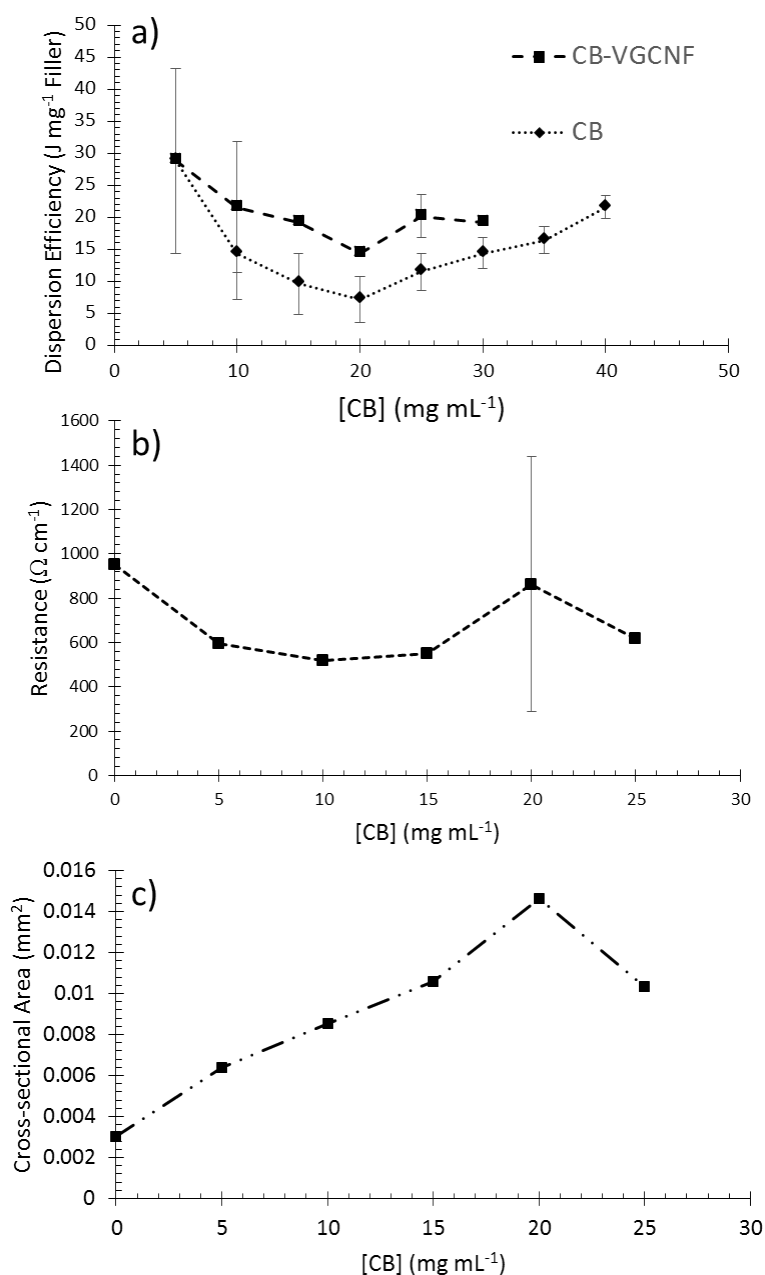 a)
Dispersion Efficiency (J mg⁻¹ Filler)
50
45
40
35
30
25
20
15
10
5
0
CB-VGCNF
CB
0 10 20 30 40 50
[CB] (mg mL⁻¹)
b)
Resistance (Ω cm⁻¹)
1600
1400
1200
1000
800
600
400
200
0
0 5 10 15 20 25 30
[CB] (mg mL⁻¹)
c)
Cross-sectional Area (mm²)
0.016
0.014
0.012
0.01
0.008
0.006
0.004
0.002
0
0 5 10 15 20 25 30
[CB] (mg mL⁻¹)